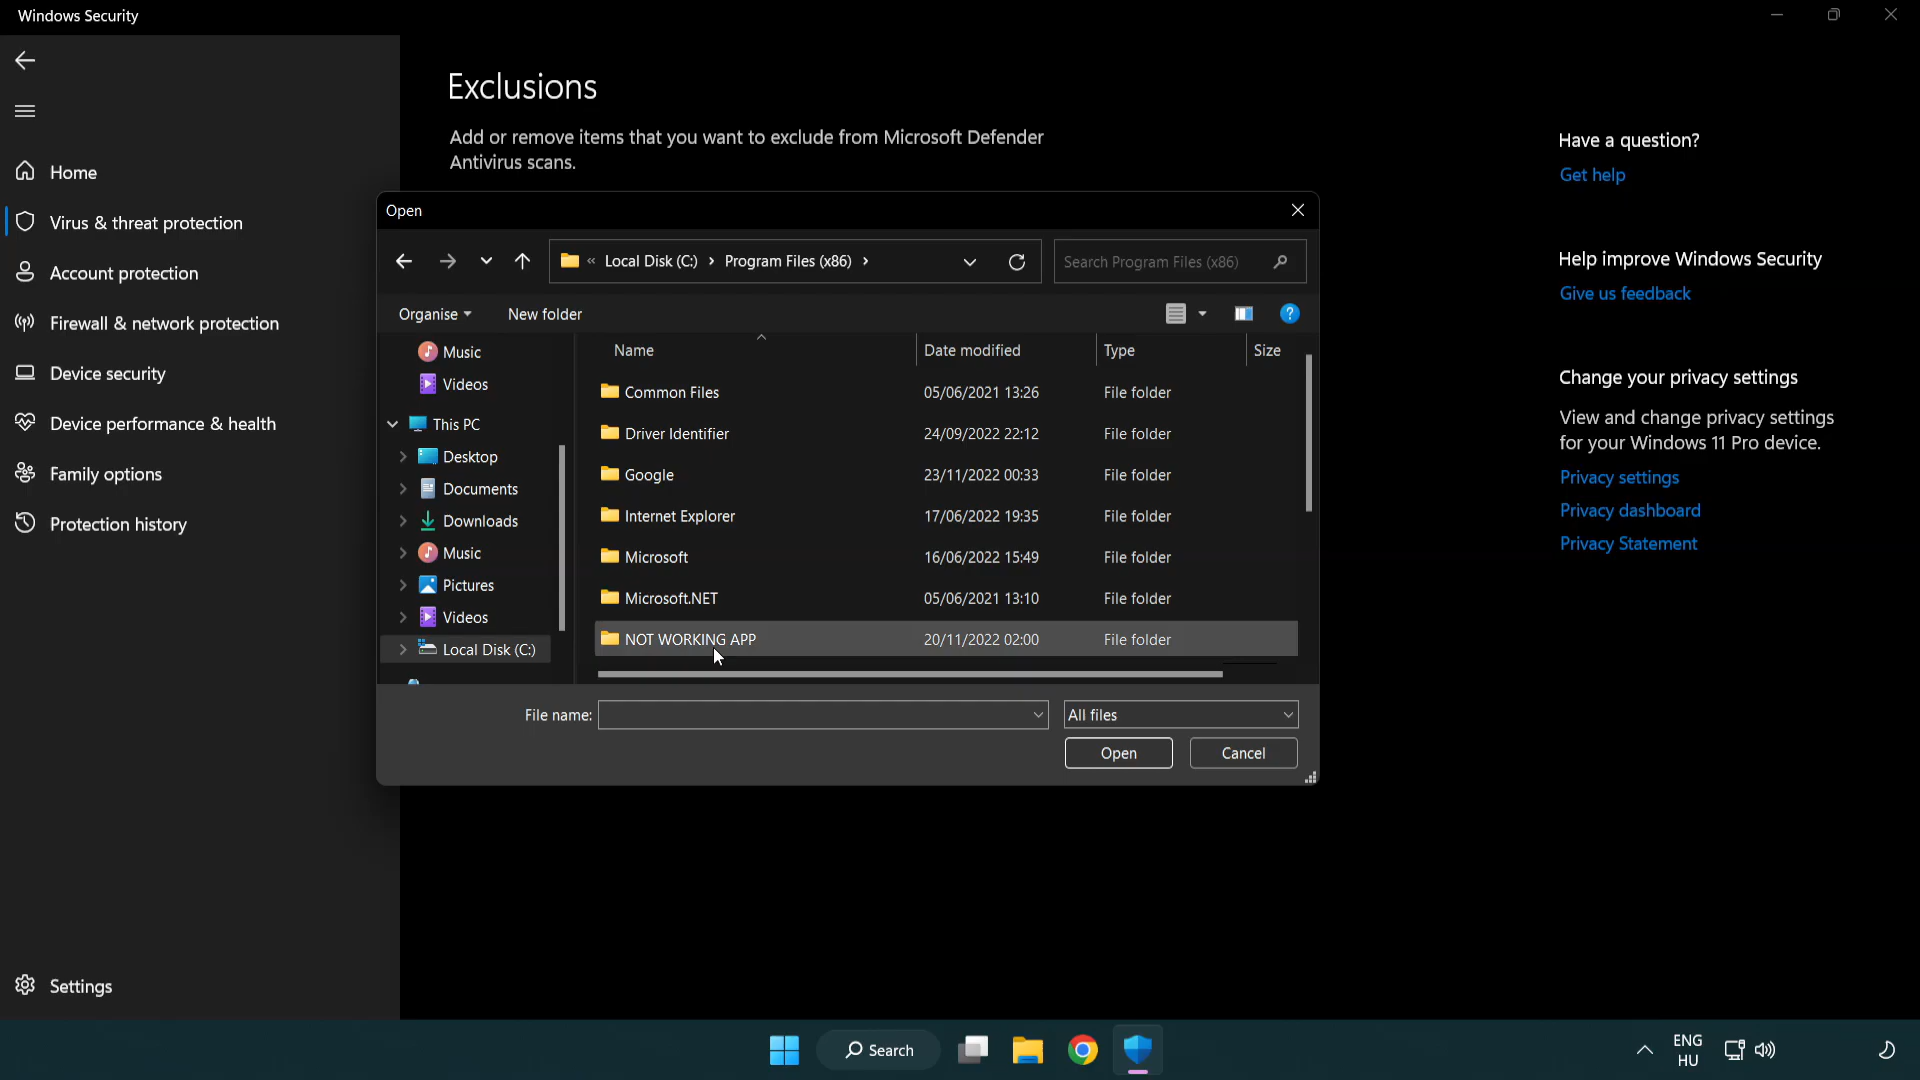 Windows Security
Home
Virus & threat protection
Account protection
Firewall & network protection
Device security
Device performance & health
Family options
Protection history
Settings
Exclusions
Add or remove items that you want to exclude from Microsoft Defender
Antivirus scans.
Open
« Local Disk (C:) › Program Files (x86) ›
Search Program Files (x86)
Organise
New folder
?
Music
Videos
This PC
Desktop
Documents
Downloads
Music
Pictures
Videos
Local Disk (C:)
Name Date modified Type Size
Common Files 05/06/2021 13:26 File folder
Driver Identifier 24/09/2022 22:12 File folder
Google 23/11/2022 00:33 File folder
Internet Explorer 17/06/2022 19:35 File folder
Microsoft 16/06/2022 15:49 File folder
Microsoft.NET 05/06/2021 13:10 File folder
NOT WORKING APP 20/11/2022 02:00 File folder
File name:
All files
Open
Cancel
Have a question?
Get help
Help improve Windows Security
Give us feedback
Change your privacy settings
View and change privacy settings
for your Windows 11 Pro device.
Privacy settings
Privacy dashboard
Privacy Statement
Search
ENG
HU